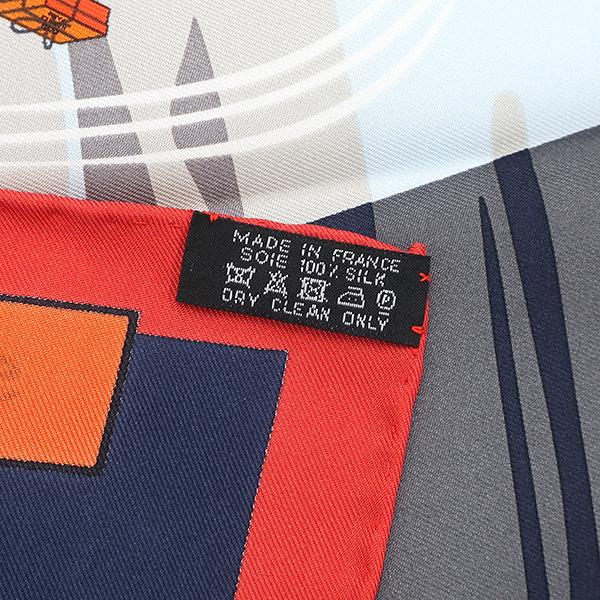 MADE IN FRANCE
SOIE 100% SILK
P
DRY CLEAN ONLY